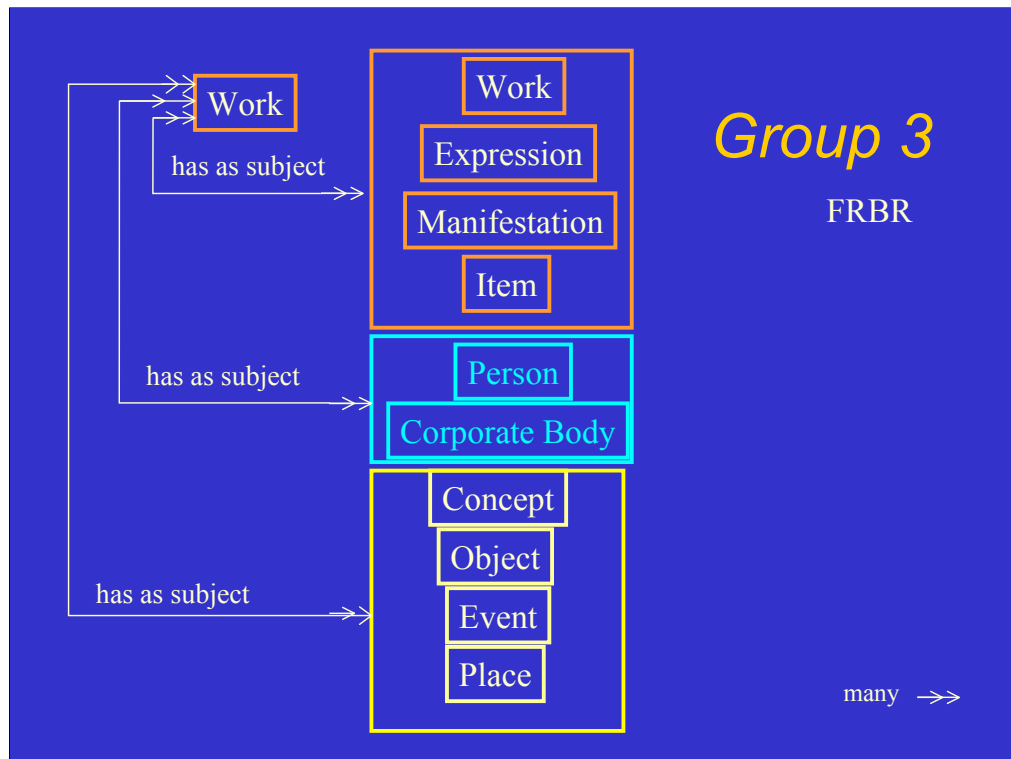 Work
has as subject
has as subject
has as subject
Work
Expression
Manifestation
Item
Person
Corporate Body
Concept
Object
Event
Place
Group 3
FRBR
many